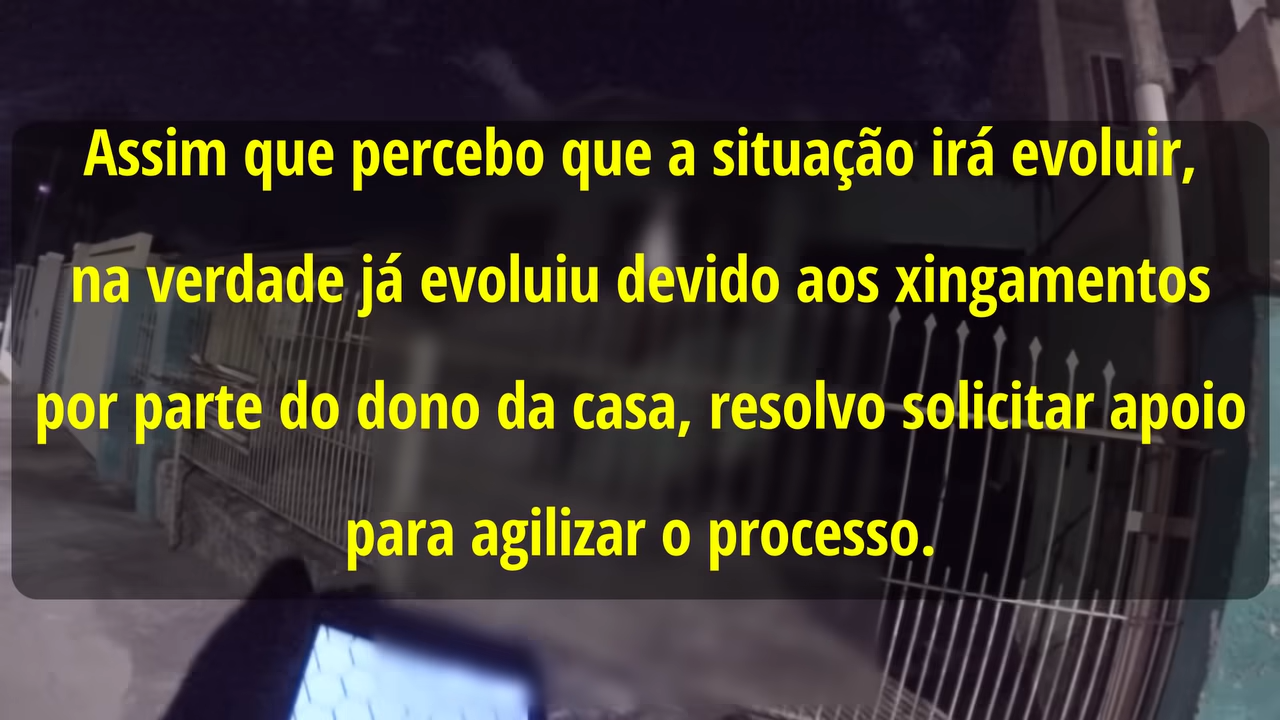 Assim que percebo que a situação irá evoluir,
na verdade já evoluiu devido aos xingamentos
por parte do dono da casa, resolvo solicitar apoio
para agilizar o processo.